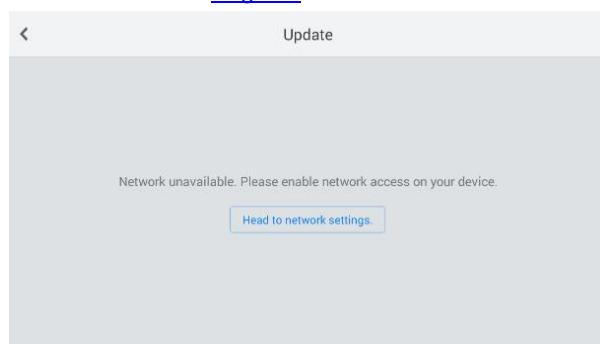 Update
Network unavailable. Please enable network access on your device.
Head to network settings.